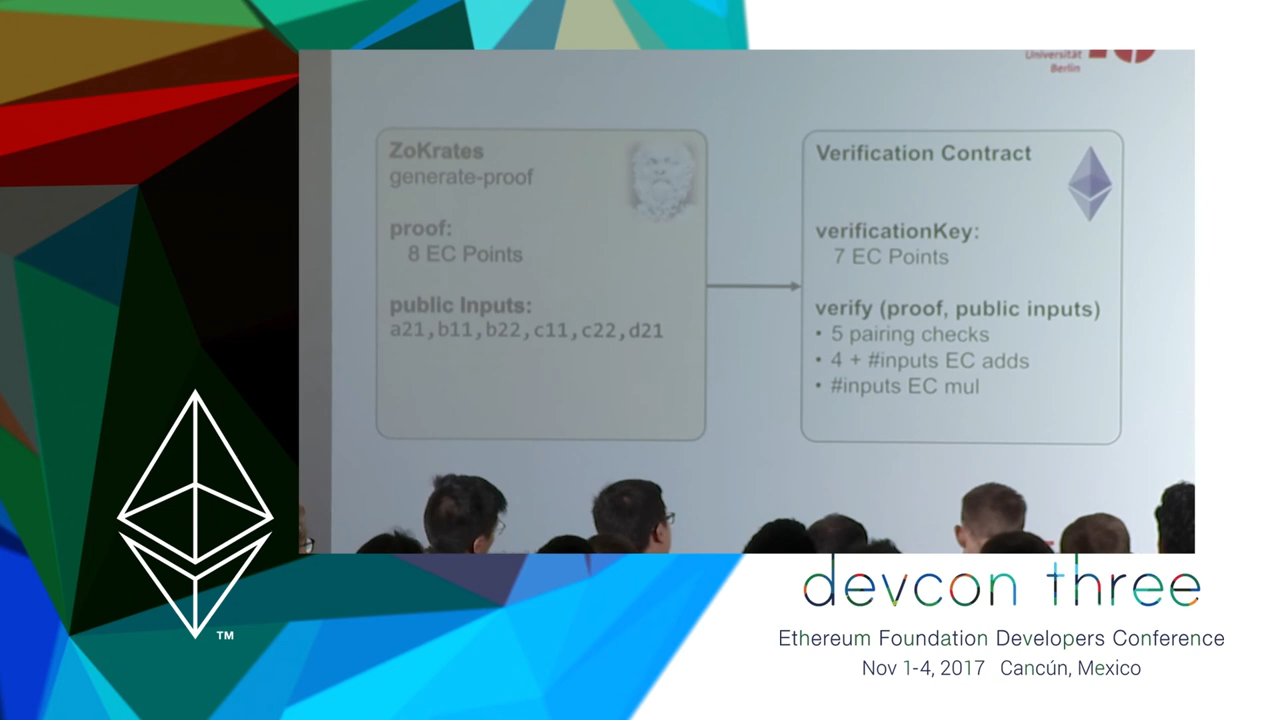 Universität
Berlin
ZoKrates
generate-proof
proof:
8 EC Points
public Inputs:
a21,b11,b22,c11,c22,d21
Verification Contract
verificationKey:
7 EC Points
verify (proof, public inputs)
• 5 pairing checks
• 4 + #inputs EC adds
• #inputs EC mul
TM
devcon three
Ethereum Foundation Developers Conference
Nov 1-4, 2017 Cancún, Mexico